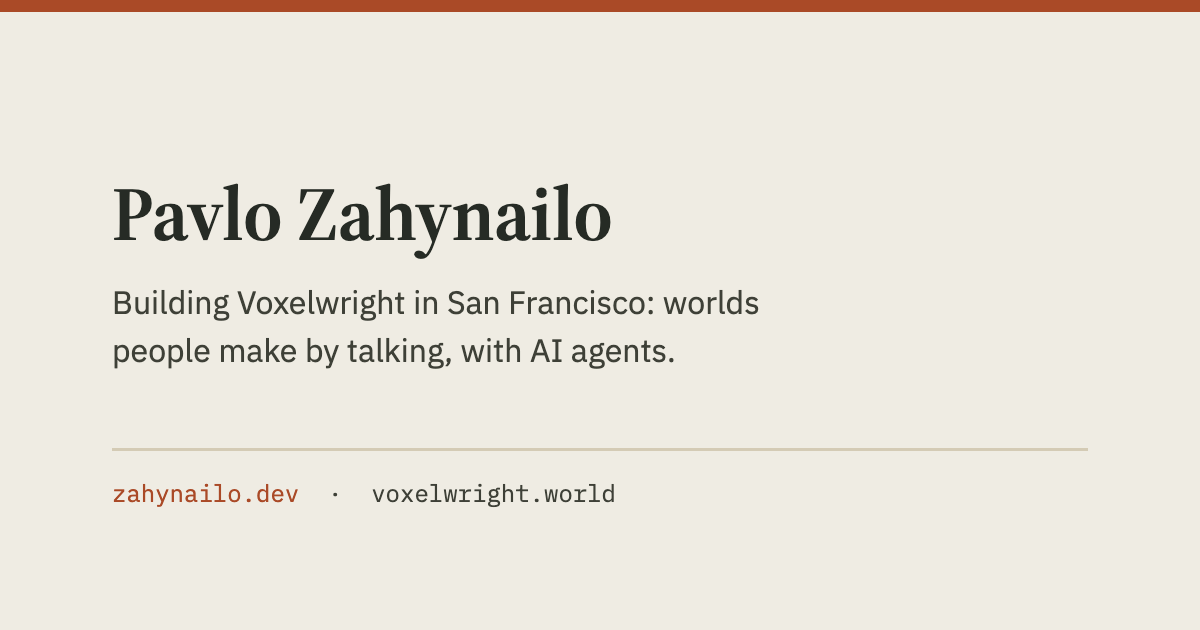 Pavlo Zahynailo
Building Voxelwright in San Francisco: worlds
people make by talking, with AI agents.
zahynailo.dev · voxelwright.world